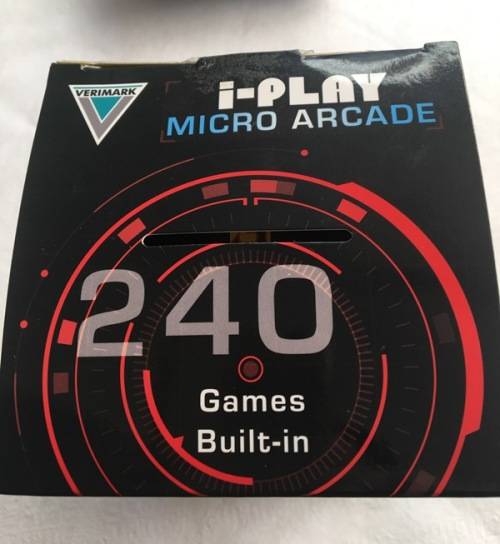 VERIMARK
i-PLAY
MICRO ARCADE
240
Games
Built-in